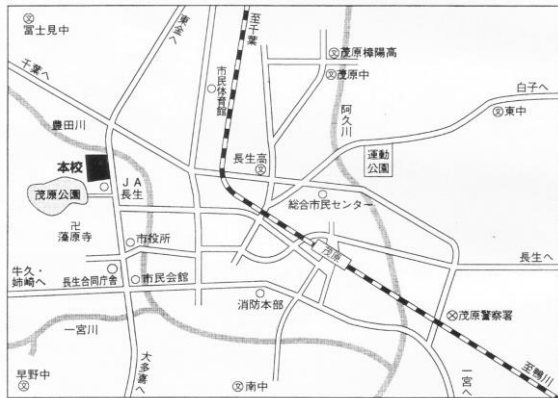 冨士見中
東金へ
至千葉
茂原樟陽高
茂原中
千葉へ
市民体育館
白子へ
阿久川
東中
豊田川
本校
長生高
運動
公園
茂原公園
JA
長生
総合市民センター
卍
藻原寺
市役所
茂原
長生へ
牛久・
姉崎へ
長生合同庁舎
市民会館
消防本部
茂原警察署
一宮川
大多喜へ
早野中
南中
一宮へ
至鴨川